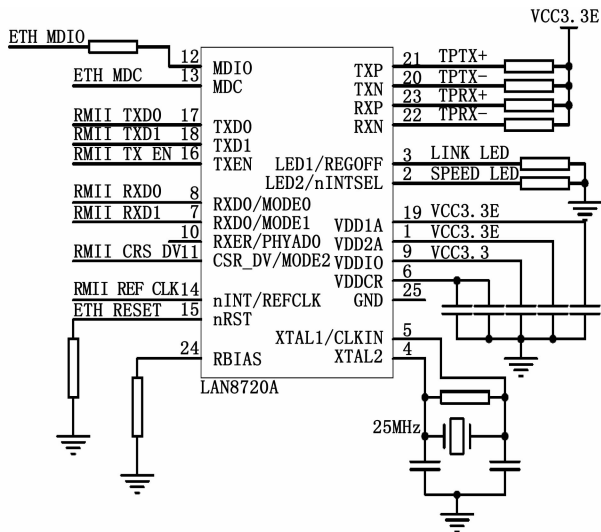 VCC3.3E
ETH MDIO 12 MDIO
ETH MDC 13 MDC
TXP 21 TPTX+
TXN 20 TPTX-
RXP 23 TPRX+
RXN 22 TPRX-
RMII TXD0 17 TXD0
RMII TXD1 18 TXD1
RMII TX EN 16 TXEN
LED1/REGOFF 3 LINK LED
LED2/nINTSEL 2 SPEED LED
RMII RXD0 8 RXD0/MODE0
RMII RXD1 7 RXD0/MODE1
10 RXER/PHYAD0
RMII CRS DV 11 CSR_DV/MODE2
VDD1A 19 VCC3.3E
VDD2A 1 VCC3.3E
VDDIO 9 VCC3.3
VDDCR 6
GND 25
RMII REF CLK 14 nINT/REFCLK
ETH RESET 15 nRST
XTAL1/CLKIN 5
XTAL2 4
24 RBIAS
LAN8720A
25MHz